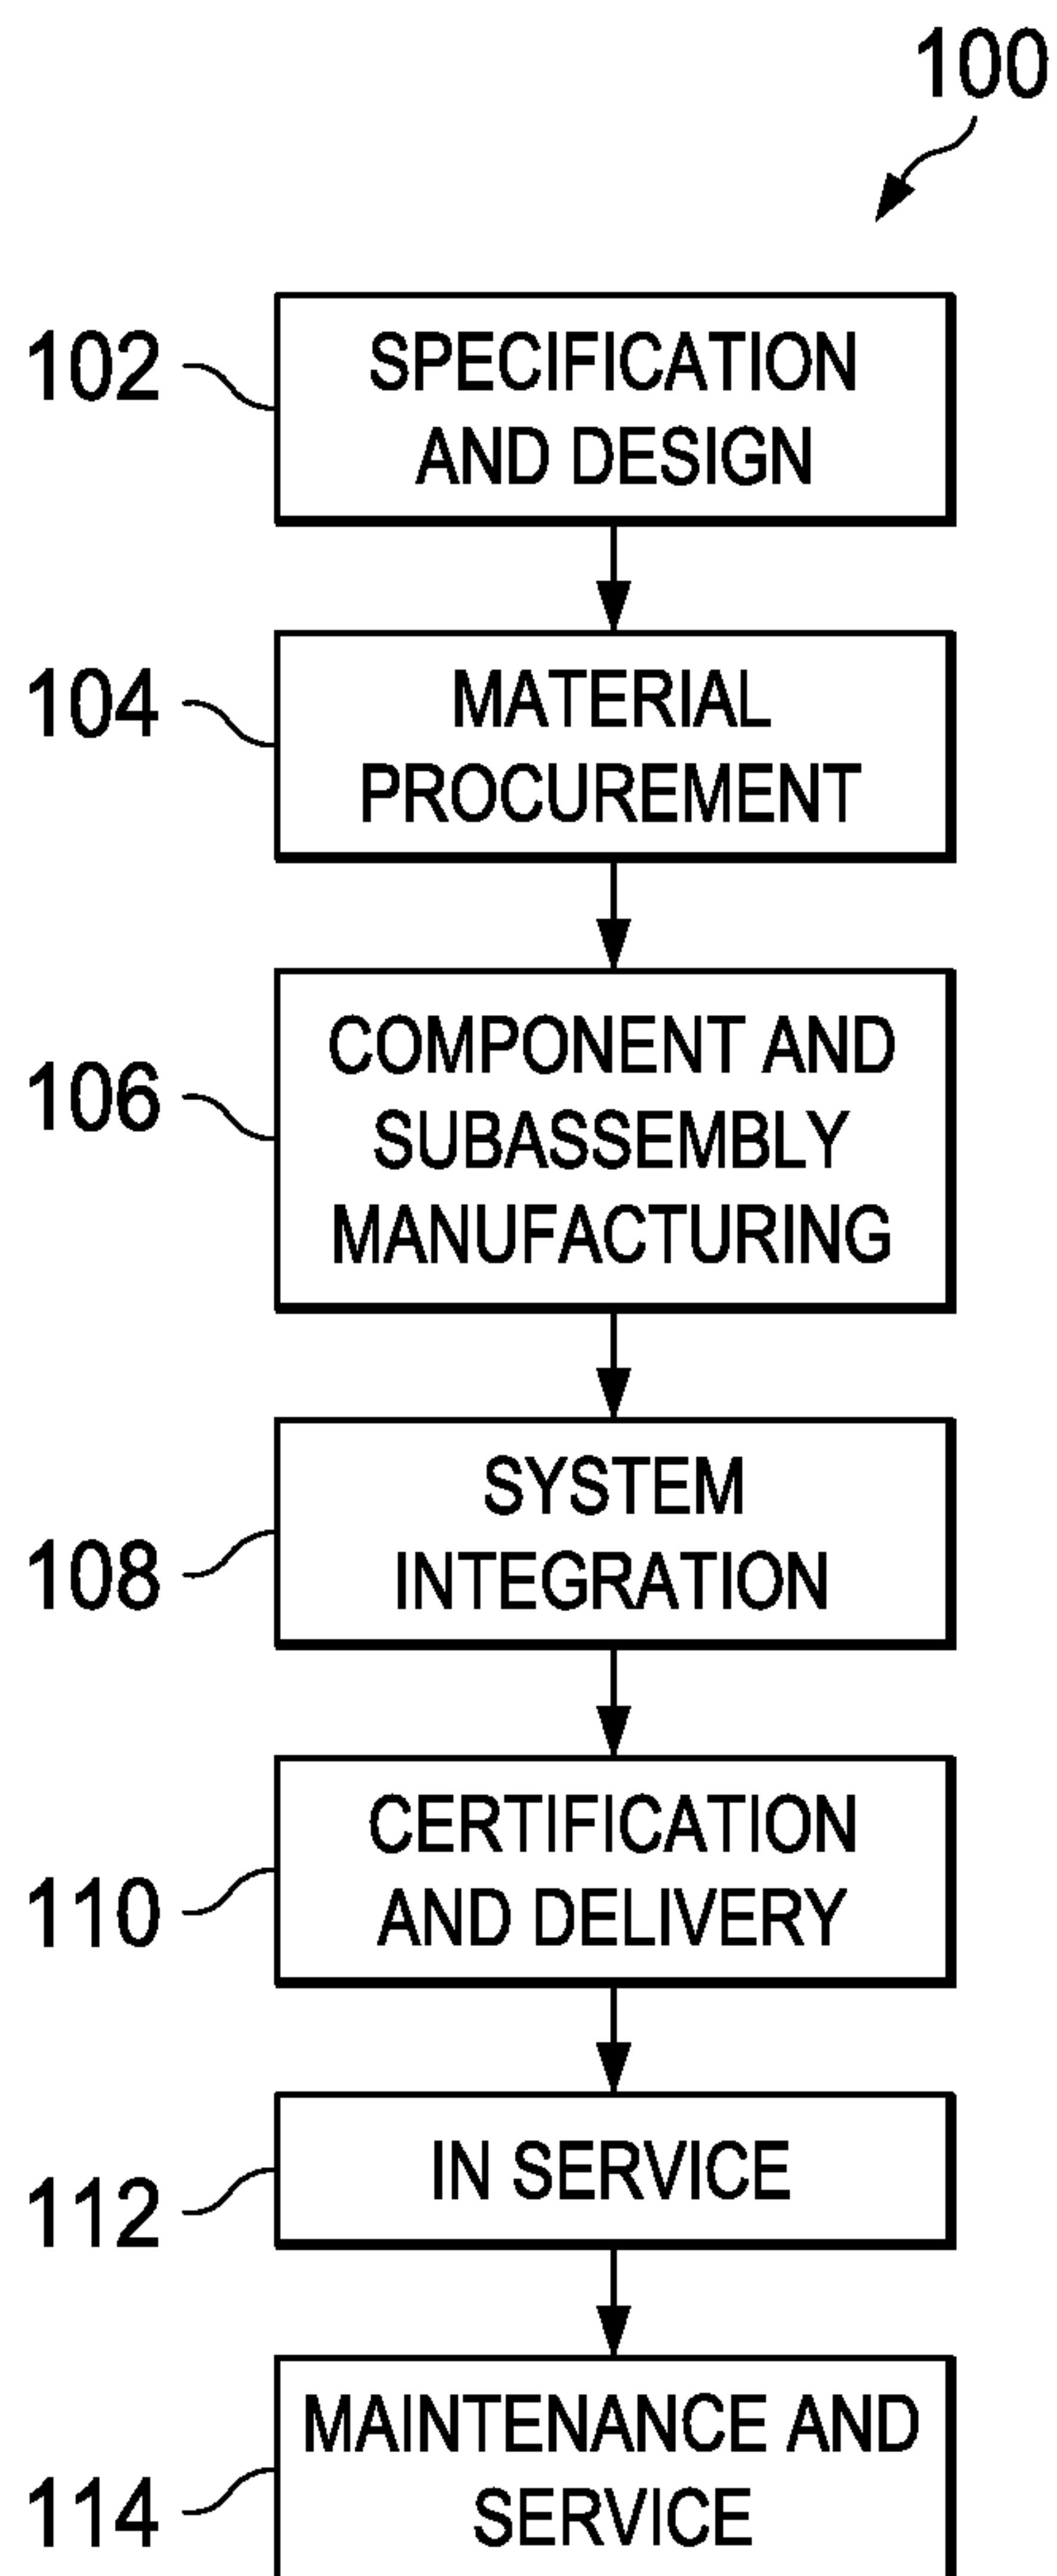 100
102
SPECIFICATION
AND DESIGN
104
MATERIAL
PROCUREMENT
106
COMPONENT AND
SUBASSEMBLY
MANUFACTURING
108
SYSTEM
INTEGRATION
110
CERTIFICATION
AND DELIVERY
112
IN SERVICE
114
MAINTENANCE AND
SERVICE